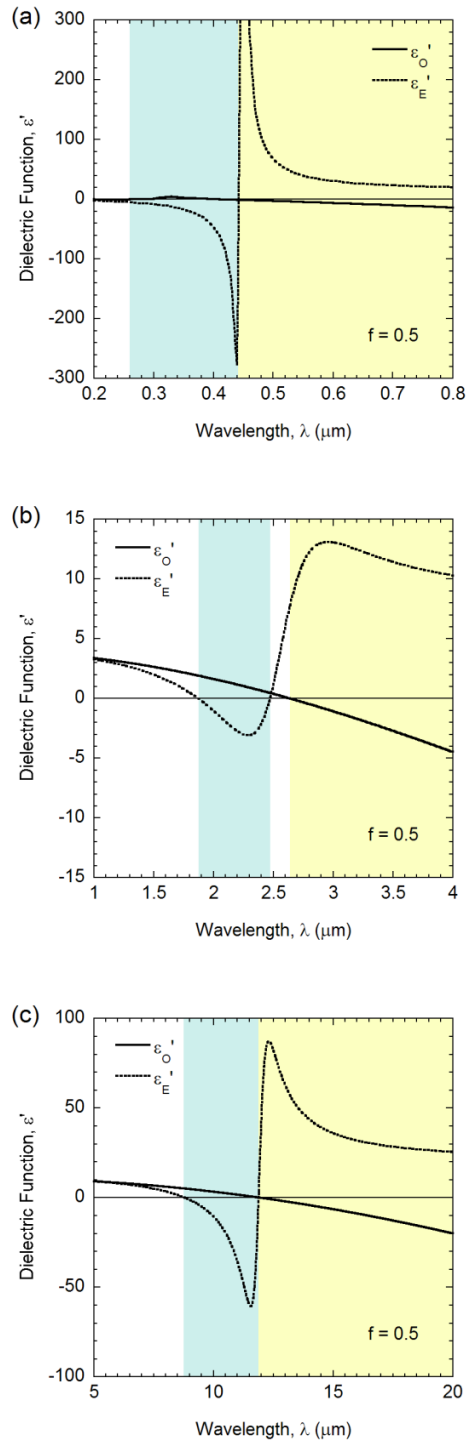 (a)
300
200
100
0
-100
-200
-300
Dielectric Function, ε'
ε_O'
ε_E'
f = 0.5
0.2 0.3 0.4 0.5 0.6 0.7 0.8
Wavelength, λ (μm)
(b)
15
10
5
0
-5
-10
-15
Dielectric Function, ε'
ε_O'
ε_E'
f = 0.5
1 1.5 2 2.5 3 3.5 4
Wavelength, λ (μm)
(c)
100
50
0
-50
-100
Dielectric Function, ε'
ε_O'
ε_E'
f = 0.5
5 10 15 20
Wavelength, λ (μm)